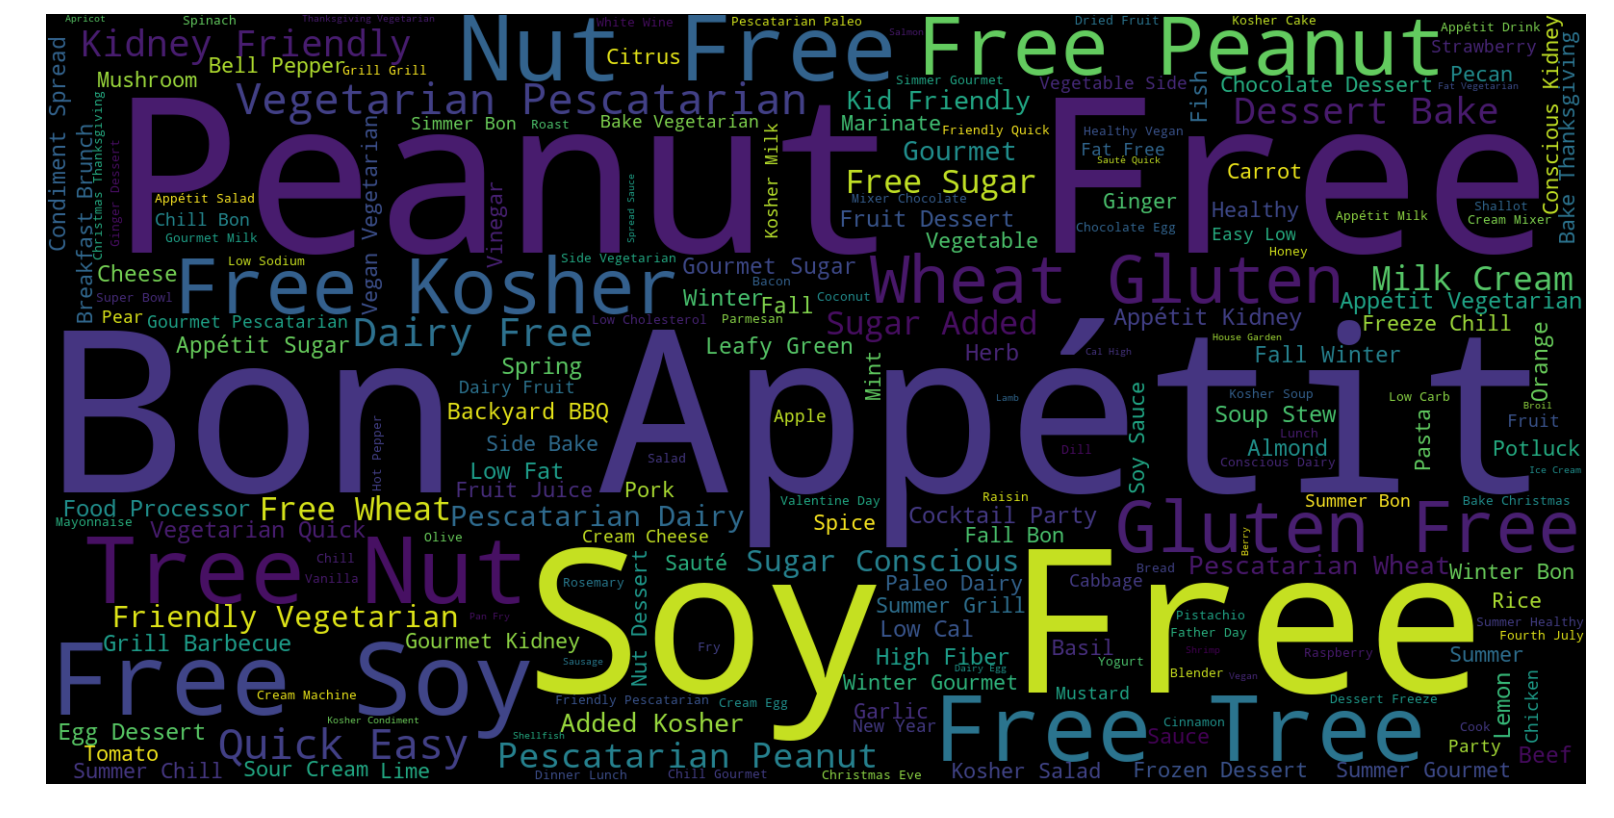 Apricot
Spinach
Thanksgiving Vegetarian
White Wine
Pescatarian Paleo
Salmon
Dried Fruit
Kosher Cake
Appétit Drink
Kidney Friendly
Nut Free
Free Peanut
Strawberry
Bell Pepper
Grill Grill
Citrus
Mushroom
Simmer Gourmet
Vegetable Side
Fish
Chocolate Dessert
Pecan
Fat Vegetarian
Condiment Spread
Vegetarian Pescatarian
Kid Friendly
Dessert Bake
Conscious Kidney
Bake Thanksgiving
Simmer Bon
Roast
Bake Vegetarian
Marinate
Friendly Quick
Healthy Vegan
Fat Free
Gourmet
Sauté Quick
Peanut Free
Christmas Thanksgiving
Ginger Dessert
Breakfast Brunch
Vegan Vegetarian
Vinegar
Spread Sauce
Kosher Milk
Free Sugar
Carrot
Appétit Salad
Mixer Chocolate
Ginger
Healthy
Shallot
Chill Bon
Fruit Dessert
Appétit Milk
Cream Mixer
Gourmet Milk
Chocolate Egg
Vegetable
Easy Low
Honey
Low Sodium
Side Vegetarian
Cheese
Free Kosher
Gourmet Sugar
Bacon
Wheat Gluten
Milk Cream
Super Bowl
Winter
Fall
Coconut
Appétit Vegetarian
Pear
Gourmet Pescatarian
Low Cholesterol
Parmesan
Sugar Added
Appétit Kidney
Freeze Chill
Dairy Free
House Garden
Appétit Sugar
Leafy Green
Herb
Cal High
Fall Winter
Orange
Spring
Mint
Bon Appétit
Dairy Fruit
Lamb
Kosher Soup
Low Carb
Broil
Backyard BBQ
Apple
Soy Sauce
Soup Stew
Pasta
Fruit
Hot Pepper
Side Bake
Lunch
Almond
Potluck
Salad
Dill
Low Fat
Conscious Dairy
Ice Cream
Fruit Juice
Pork
Valentine Day
Raisin
Summer Bon
Bake Christmas
Food Processor
Free Wheat
Pescatarian Dairy
Spice
Cocktail Party
Mayonnaise
Vegetarian Quick
Olive
Cream Cheese
Fall Bon
Gluten Free
Berry
Tree Nut
Chill
Sauté
Sugar Conscious
Bread
Pescatarian Wheat
Winter Bon
Vanilla
Rosemary
Paleo Dairy
Cabbage
Soy Free
Nut Dessert
Friendly Vegetarian
Pan Fry
Summer Grill
Pistachio
Rice
Summer Healthy
Low Cal
Father Day
Fourth July
Grill Barbecue
Gourmet Kidney
Fry
Basil
Shrimp
Raspberry
Summer
Free Soy
Sausage
High Fiber
Dairy Egg
Yogurt
Blender
Vegan
Winter Gourmet
Cream Machine
Friendly Pescatarian
Cream Egg
Mustard
Dessert Freeze
Lemon
Chicken
Kosher Condiment
Garlic
Free Tree
Cinnamon
Added Kosher
New Year
Cook
Egg Dessert
Shellfish
Sauce
Quick Easy
Party
Tomato
Pescatarian Peanut
Beef
Summer Chill
Sour Cream
Lime
Dinner Lunch
Chill Gourmet
Christmas Eve
Kosher Salad
Frozen Dessert
Summer Gourmet